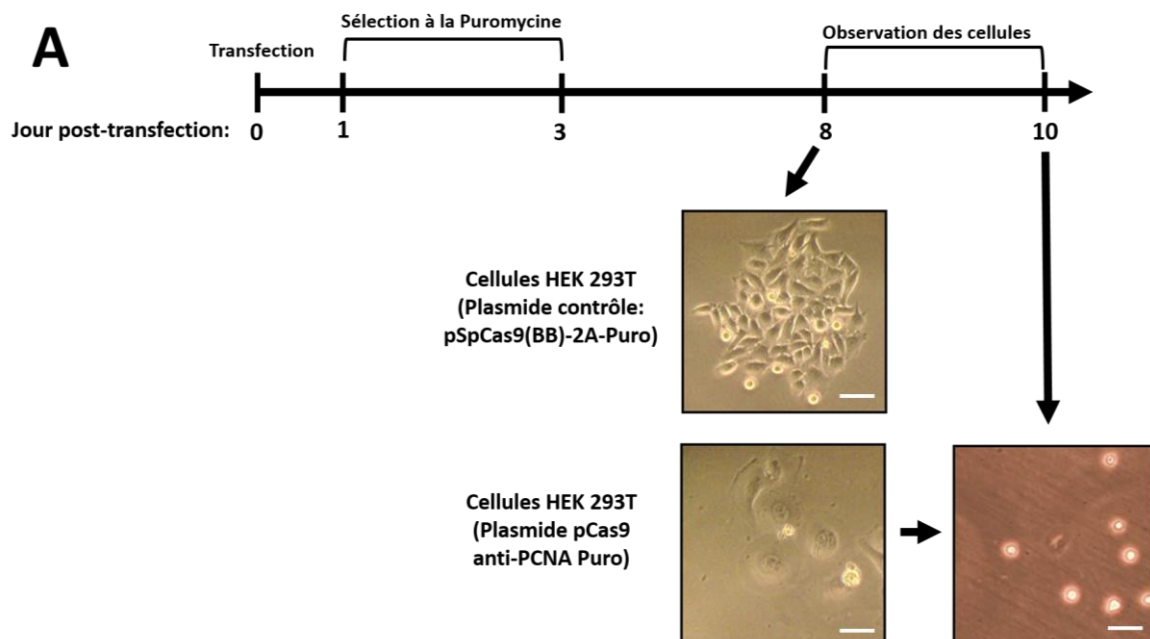 A
Sélection à la Puromycine
Observation des cellules
Transfection
Jour post-transfection: 0 1 3 8 10
Cellules HEK 293T
(Plasmide contrôle:
pSpCas9(BB)-2A-Puro)
Cellules HEK 293T
(Plasmide pCas9
anti-PCNA Puro)